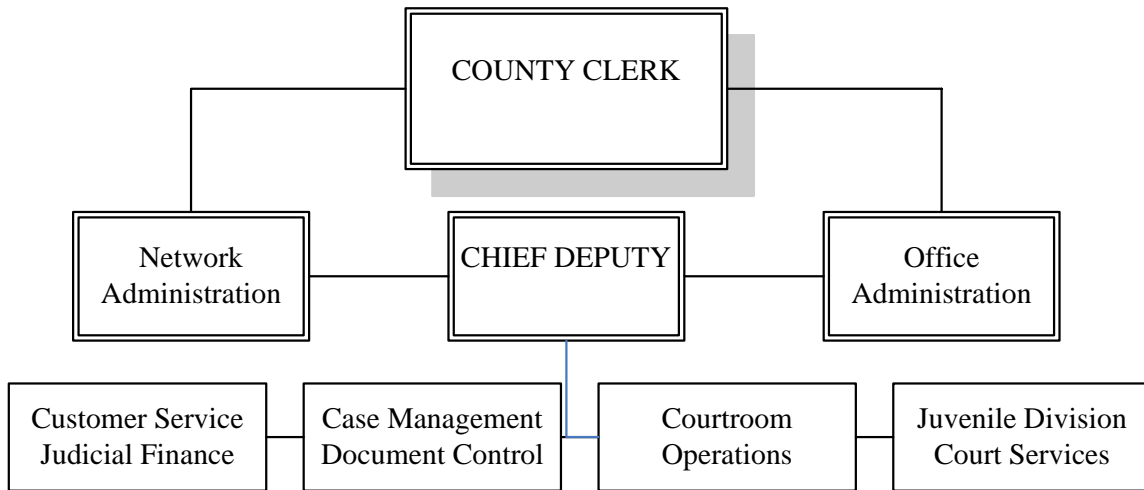 COUNTY CLERK
Network
Administration
CHIEF DEPUTY
Office
Administration
Customer Service
Judicial Finance
Case Management
Document Control
Courtroom
Operations
Juvenile Division
Court Services